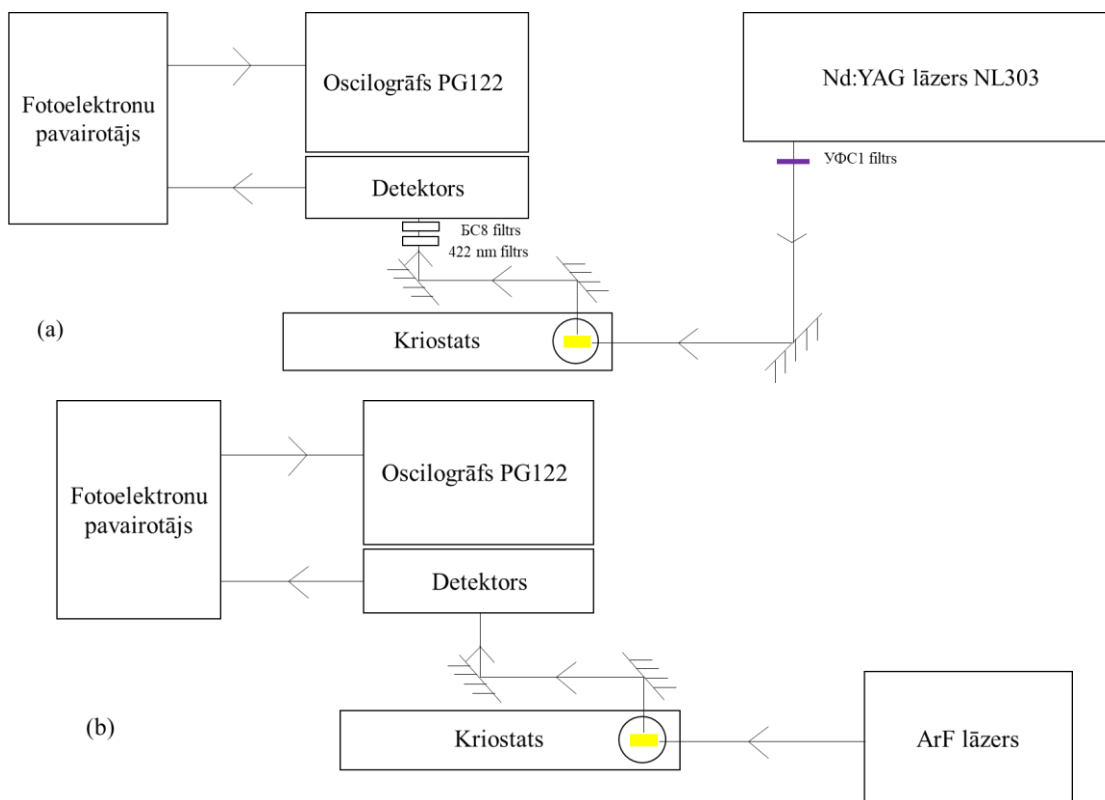 Fotoelektronu
pavairotājs
Oscilogrāfs PG122
Detektors
БС8 filtrs
422 nm filtrs
Nd:YAG lāzers NL303
УФС1 filtrs
Kriostats
(a)
Fotoelektronu
pavairotājs
Oscilogrāfs PG122
Detektors
Kriostats
ArF lāzers
(b)